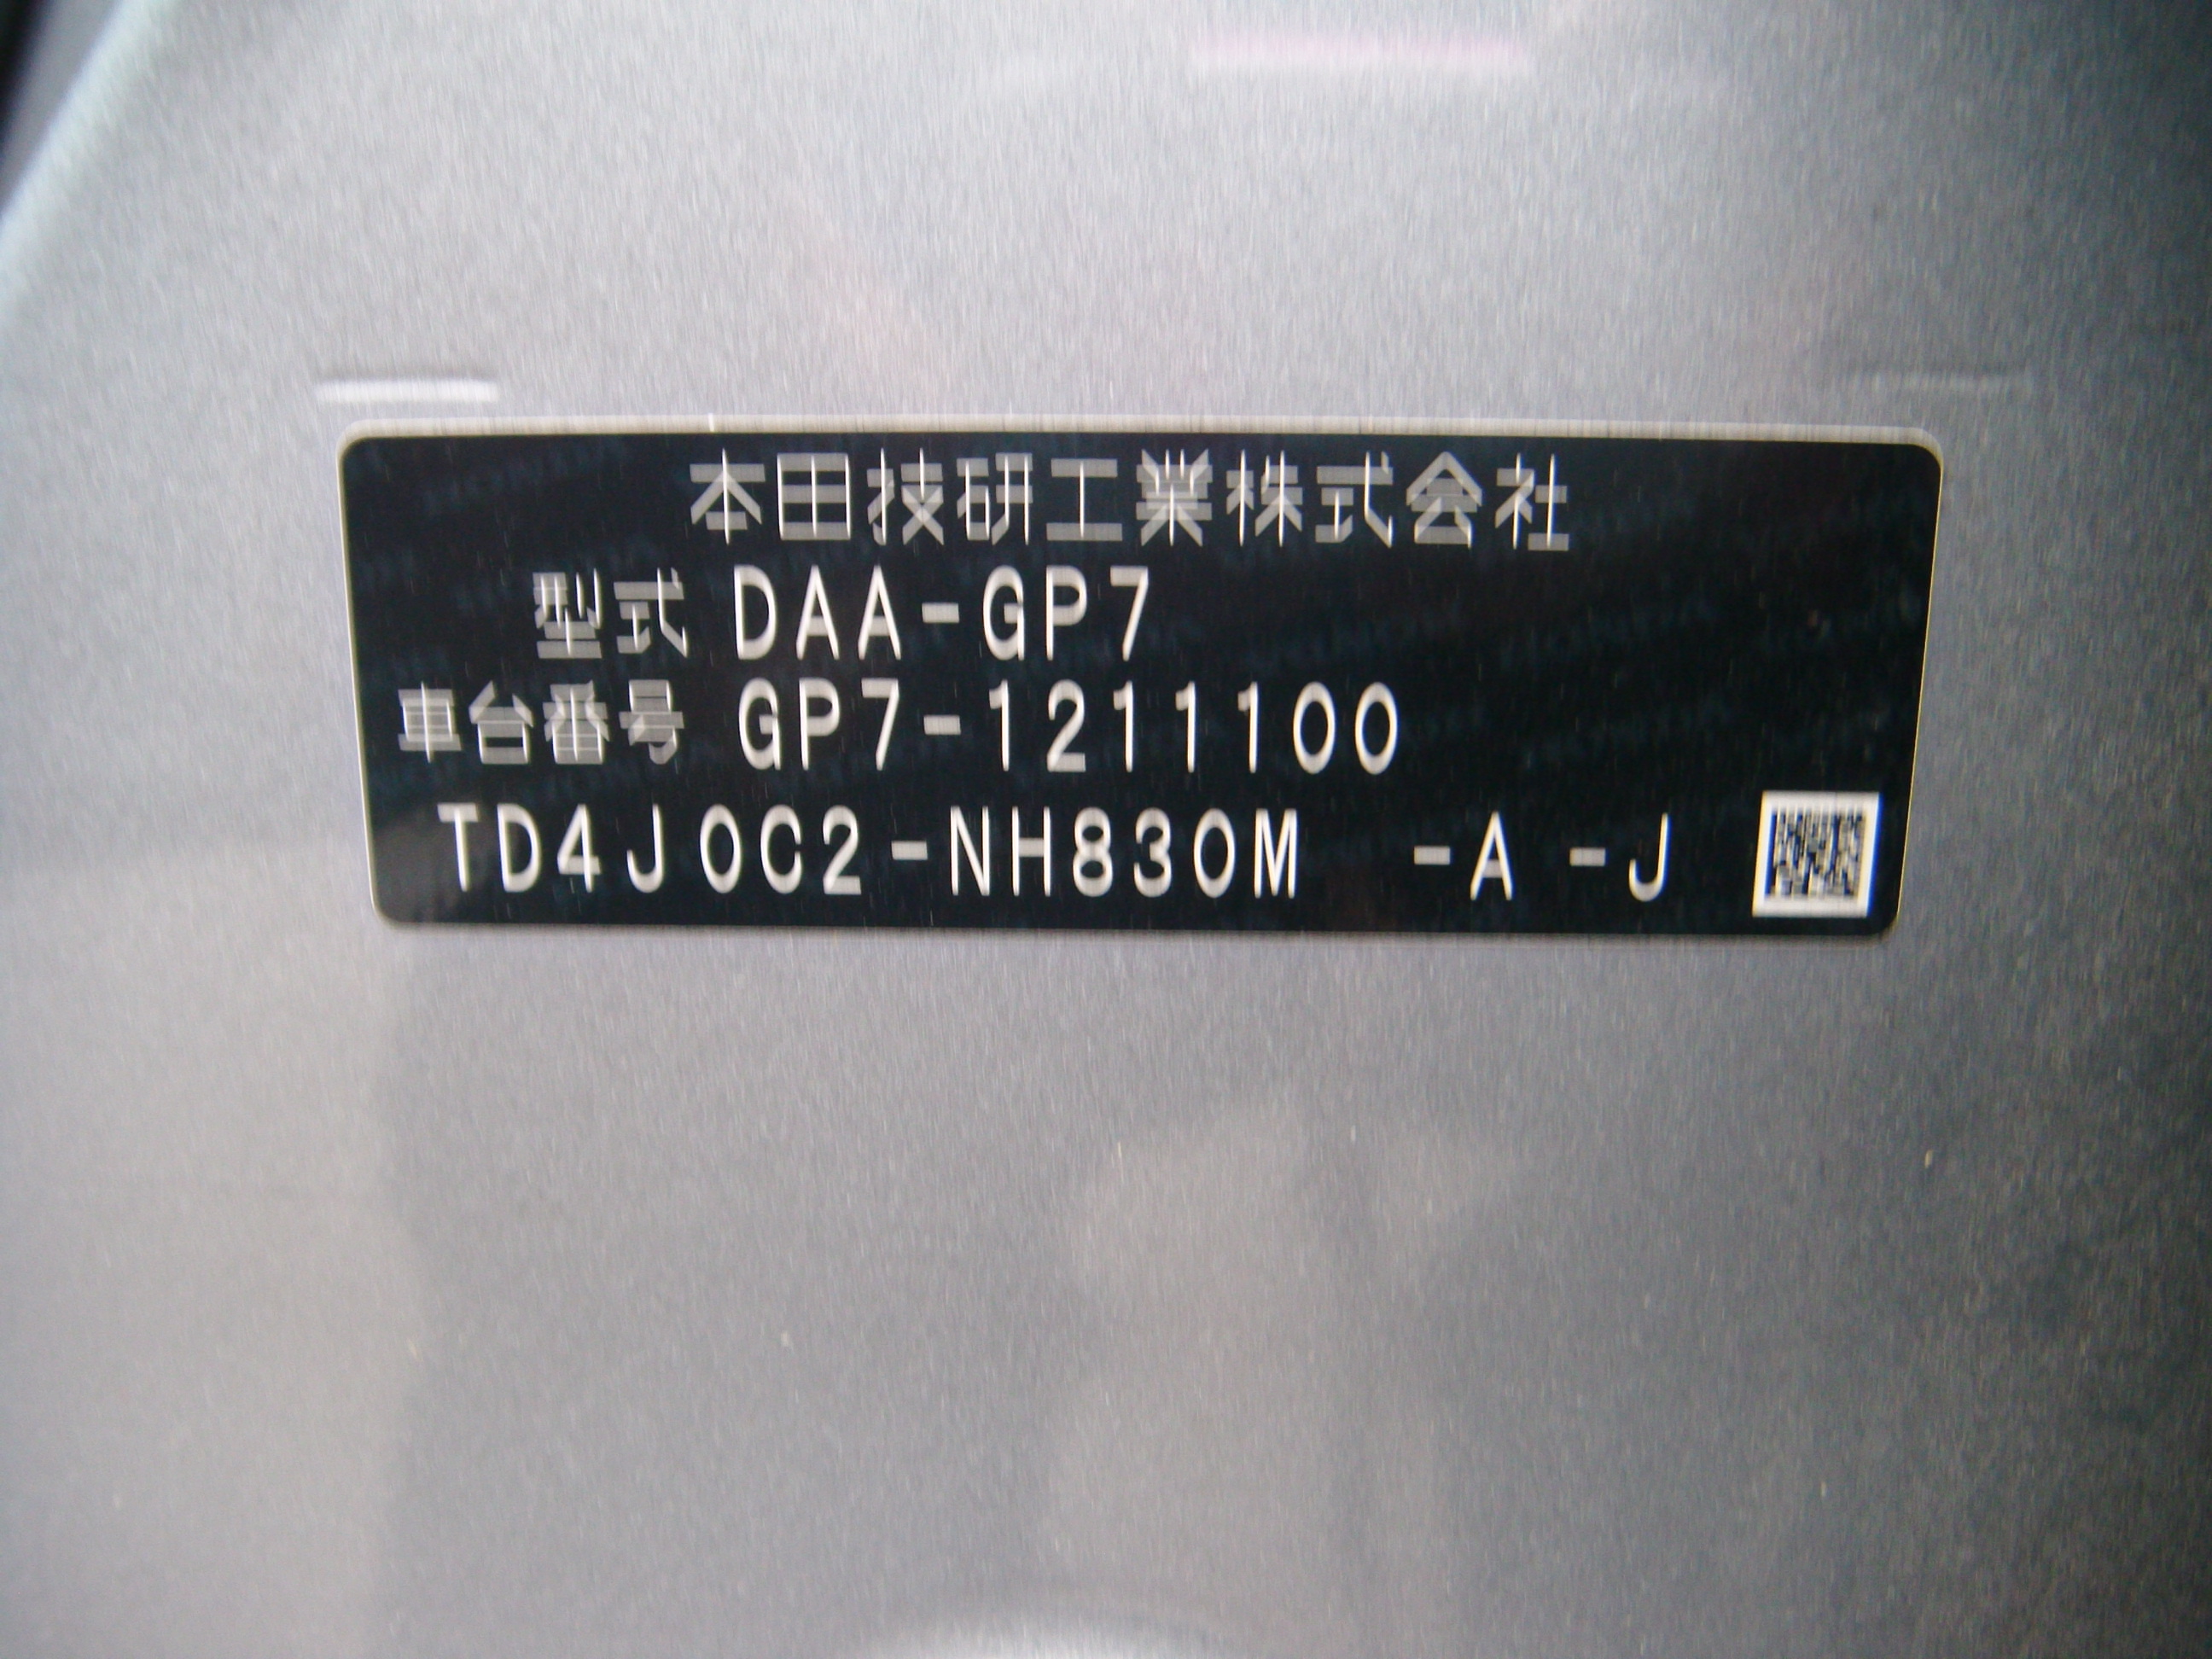 本田技研工業株式会社
型式 DAA-GP7
車台番号 GP7-1211100
TD4J0C2-NH830M -A -J